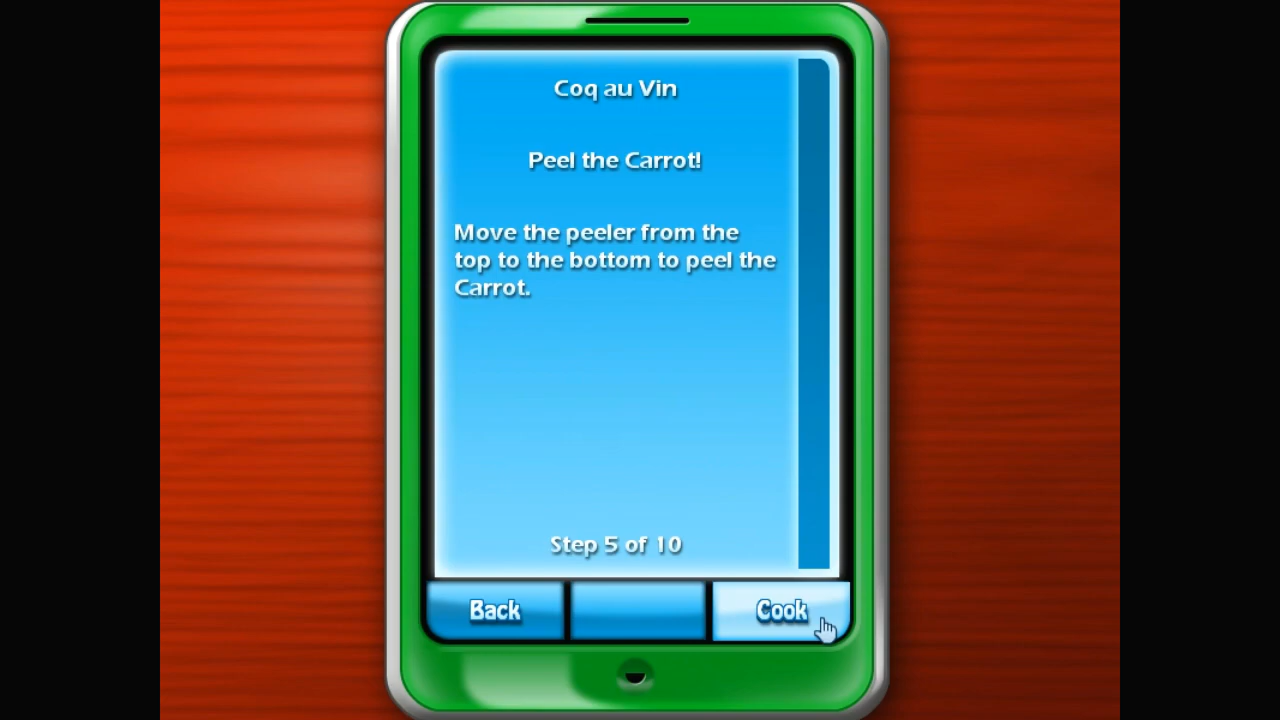 Coq au Vin
Peel the Carrot!
Move the peeler from the
top to the bottom to peel the
Carrot.
Step 5 of 10
Back
Cook